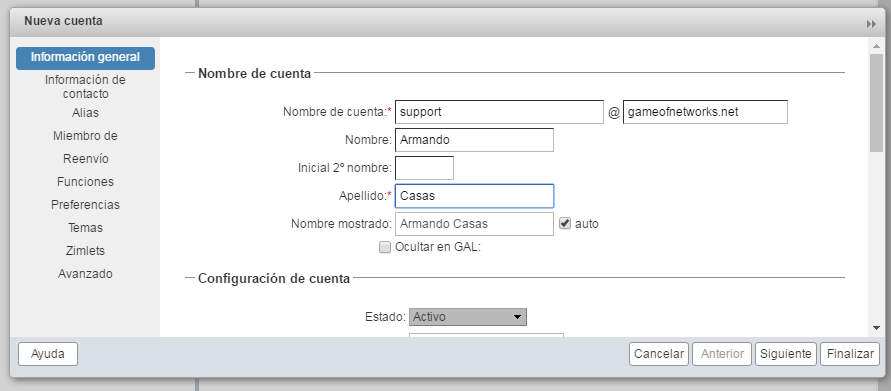 Nueva cuenta
Información general
Información de
contacto
Alias
Miembro de
Reenvío
Funciones
Preferencias
Temas
Zimlets
Avanzado
Nombre de cuenta
Nombre de cuenta:* support @ gameofnetworks.net
Nombre: Armando
Inicial 2º nombre:
Apellido:* Casas
Nombre mostrado: Armando Casas auto
Ocultar en GAL:
Configuración de cuenta
Estado: Activo
Ayuda Cancelar Anterior Siguiente Finalizar